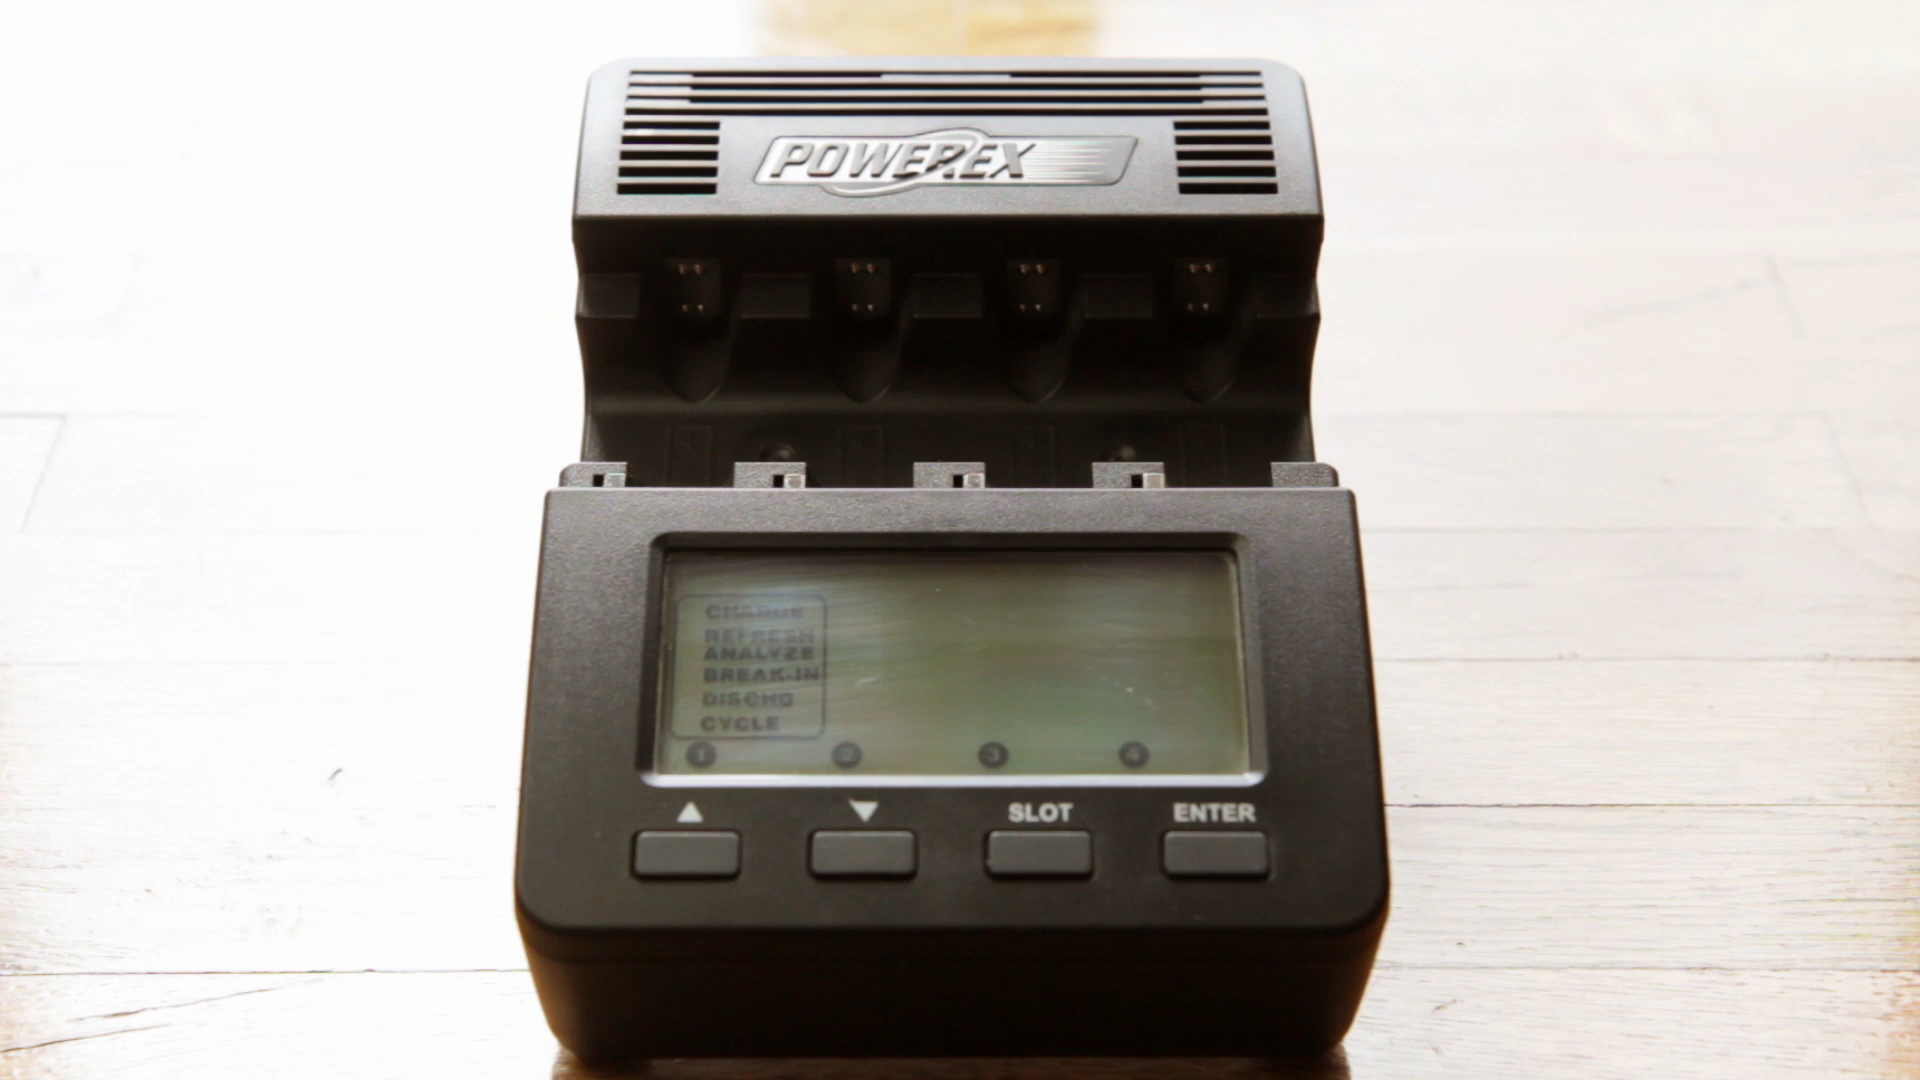 POWEREX
CHARGE
REFRESH
ANALYZE
BREAK-IN
DISCHG
CYCLE
1 2 3 4
▲ ▼ SLOT ENTER